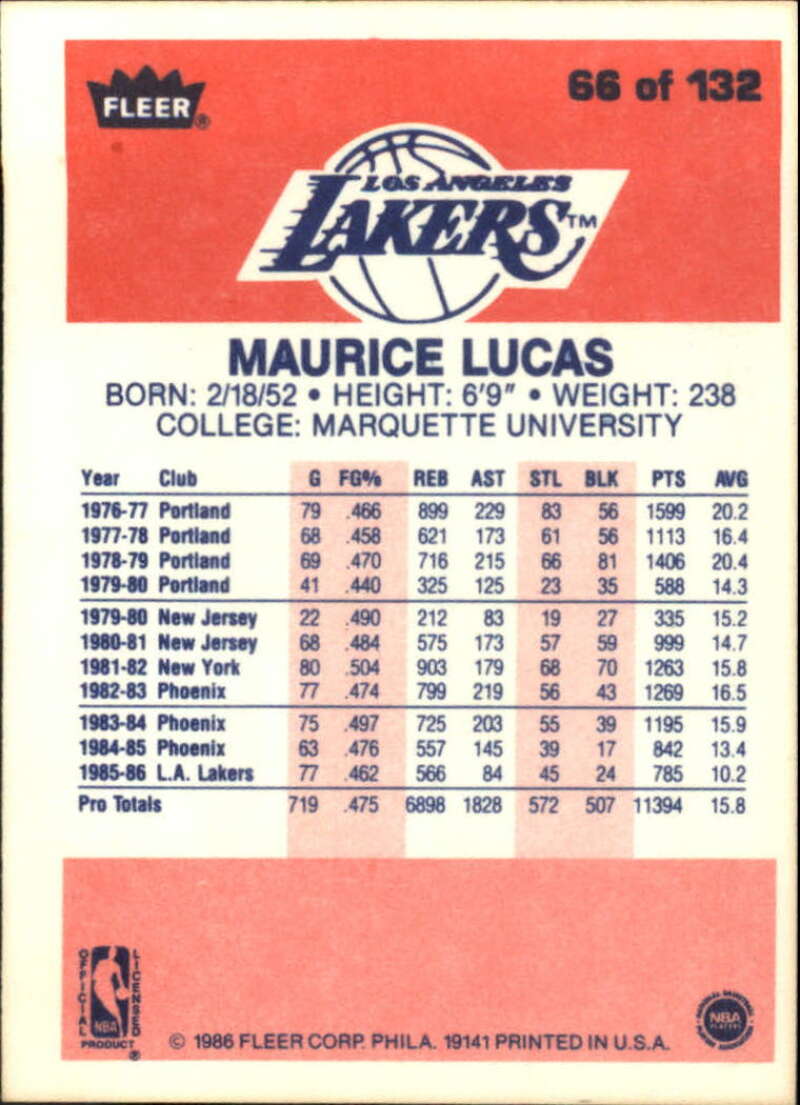 FLEER®
66 of 132
LOS ANGELES
LAKERS™
MAURICE LUCAS
BORN: 2/18/52 • HEIGHT: 6'9" • WEIGHT: 238
COLLEGE: MARQUETTE UNIVERSITY
Year Club G FG% REB AST STL BLK PTS AVG
1976-77 Portland 79 .466 899 229 83 56 1599 20.2
1977-78 Portland 68 .458 621 173 61 56 1113 16.4
1978-79 Portland 69 .470 716 215 66 81 1406 20.4
1979-80 Portland 41 .440 325 125 23 35 588 14.3
1979-80 New Jersey 22 .490 212 83 19 27 335 15.2
1980-81 New Jersey 68 .484 575 173 57 59 999 14.7
1981-82 New York 80 .504 903 179 68 70 1263 15.8
1982-83 Phoenix 77 .474 799 219 56 43 1269 16.5
1983-84 Phoenix 75 .497 725 203 55 39 1195 15.9
1984-85 Phoenix 63 .476 557 145 39 17 842 13.4
1985-86 L.A. Lakers 77 .462 566 84 45 24 785 10.2
Pro Totals 719 .475 6898 1828 572 507 11394 15.8
OFFICIAL
LICENSED
NBA
PRODUCT®
NBA
PLAYERS
© 1986 FLEER CORP. PHILA. 19141 PRINTED IN U.S.A.